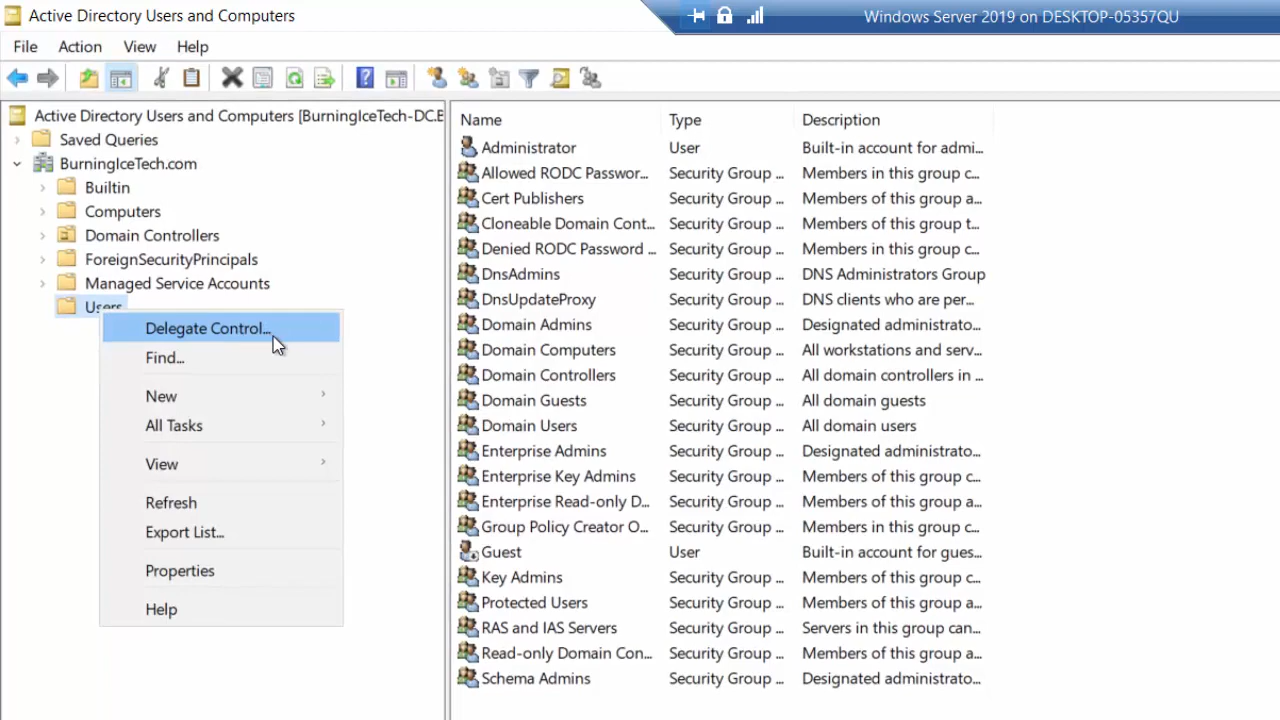 Active Directory Users and Computers
Windows Server 2019 on DESKTOP-05357QU
File Action View Help
Active Directory Users and Computers [BurningIceTech-DC.B
Saved Queries
BurningIceTech.com
Builtin
Computers
Domain Controllers
ForeignSecurityPrincipals
Managed Service Accounts
Users
Delegate Control...
Find...
New
All Tasks
View
Refresh
Export List...
Properties
Help
Name Type Description
Administrator User Built-in account for admi...
Allowed RODC Passwor... Security Group ... Members in this group c...
Cert Publishers Security Group ... Members of this group a...
Cloneable Domain Cont... Security Group ... Members of this group t...
Denied RODC Password ... Security Group ... Members in this group c...
DnsAdmins Security Group ... DNS Administrators Group
DnsUpdateProxy Security Group ... DNS clients who are per...
Domain Admins Security Group ... Designated administrato...
Domain Computers Security Group ... All workstations and serv...
Domain Controllers Security Group ... All domain controllers in ...
Domain Guests Security Group ... All domain guests
Domain Users Security Group ... All domain users
Enterprise Admins Security Group ... Designated administrato...
Enterprise Key Admins Security Group ... Members of this group c...
Enterprise Read-only D... Security Group ... Members of this group a...
Group Policy Creator O... Security Group ... Members in this group c...
Guest User Built-in account for gues...
Key Admins Security Group ... Members of this group c...
Protected Users Security Group ... Members of this group a...
RAS and IAS Servers Security Group ... Servers in this group can...
Read-only Domain Con... Security Group ... Members of this group a...
Schema Admins Security Group ... Designated administrato...